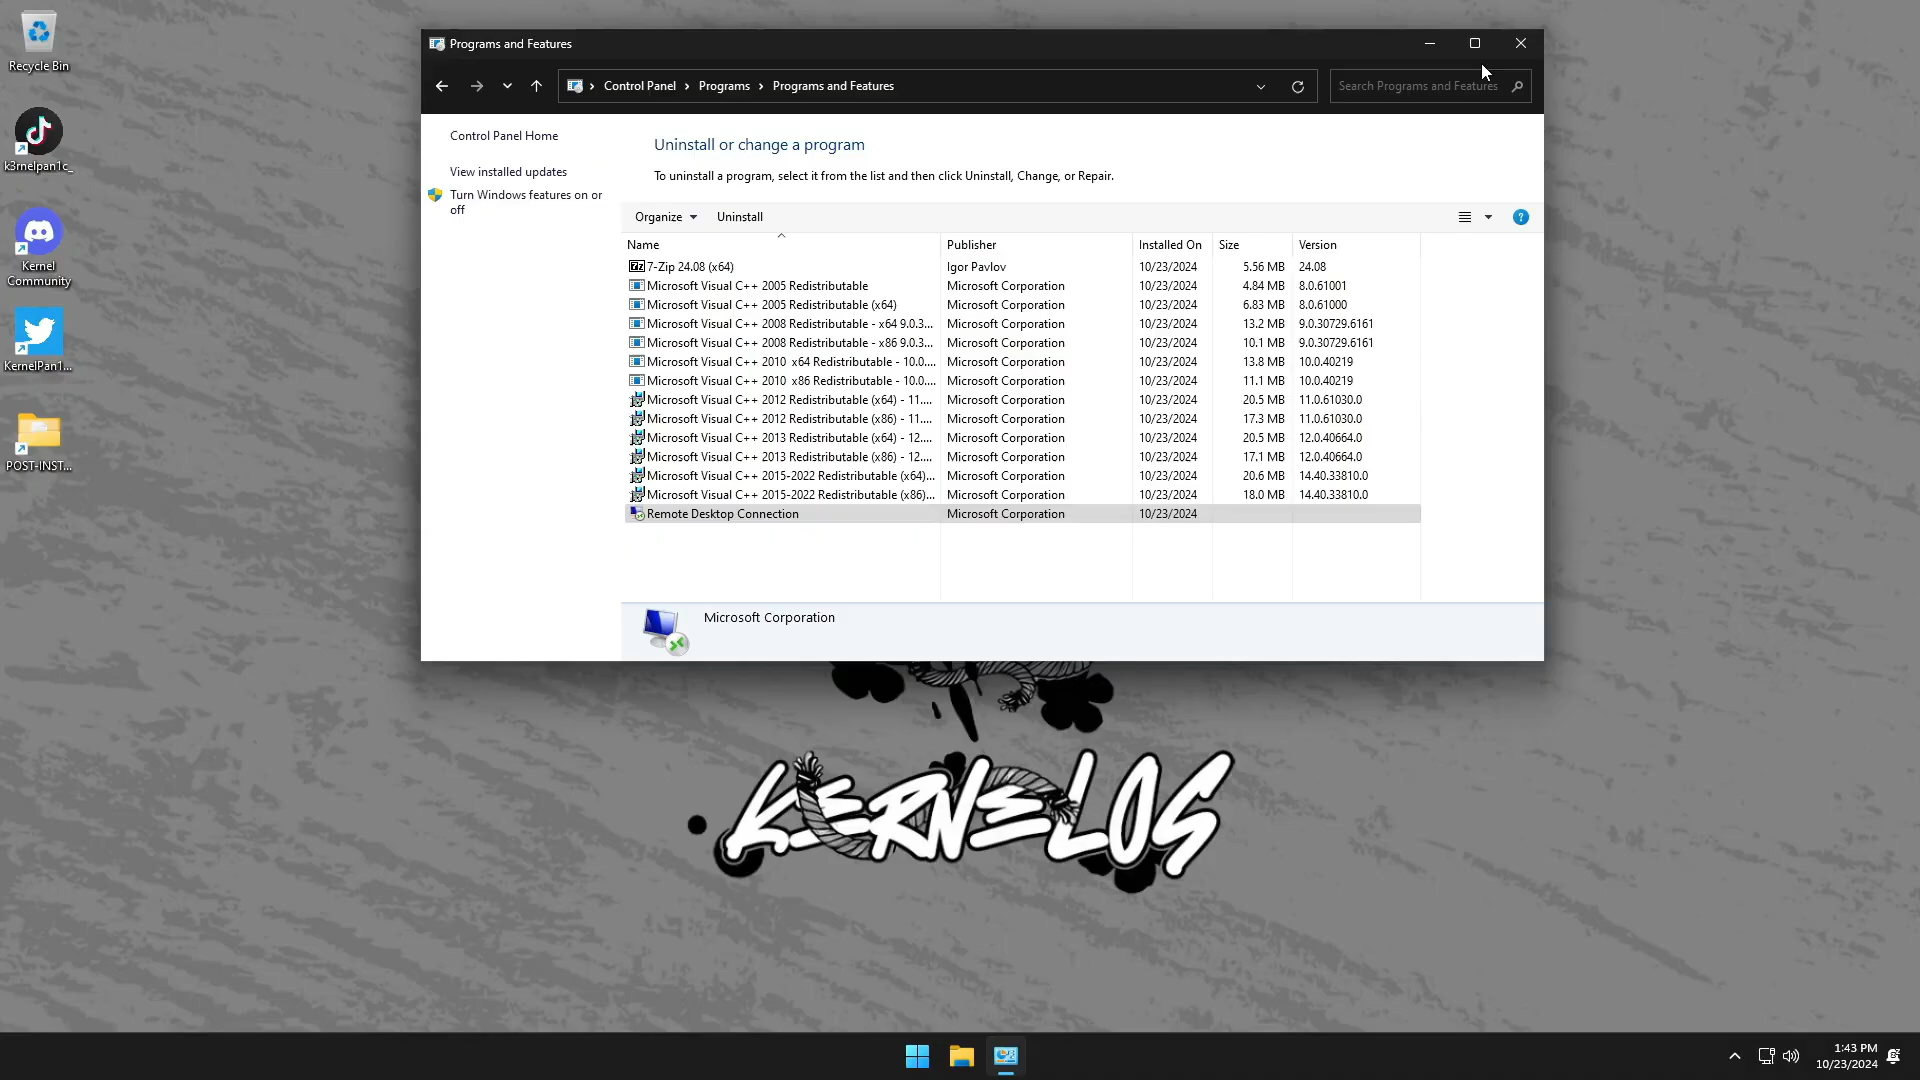 Recycle Bin
k3rnelpan1c_
Kernel
Community
KernelPan1...
POST-INST...
Programs and Features
Control Panel
Programs
Programs and Features
Search Programs and Features
Control Panel Home
View installed updates
Turn Windows features on or
off
Uninstall or change a program
To uninstall a program, select it from the list and then click Uninstall, Change, or Repair.
Organize Uninstall
?
Name Publisher Installed On Size Version
7z 7-Zip 24.08 (x64) Igor Pavlov 10/23/2024 5.56 MB 24.08
Microsoft Visual C++ 2005 Redistributable Microsoft Corporation 10/23/2024 4.84 MB 8.0.61001
Microsoft Visual C++ 2005 Redistributable (x64) Microsoft Corporation 10/23/2024 6.83 MB 8.0.61000
Microsoft Visual C++ 2008 Redistributable - x64 9.0.3... Microsoft Corporation 10/23/2024 13.2 MB 9.0.30729.6161
Microsoft Visual C++ 2008 Redistributable - x86 9.0.3... Microsoft Corporation 10/23/2024 10.1 MB 9.0.30729.6161
Microsoft Visual C++ 2010  x64 Redistributable - 10.0.... Microsoft Corporation 10/23/2024 13.8 MB 10.0.40219
Microsoft Visual C++ 2010  x86 Redistributable - 10.0.... Microsoft Corporation 10/23/2024 11.1 MB 10.0.40219
Microsoft Visual C++ 2012 Redistributable (x64) - 11.... Microsoft Corporation 10/23/2024 20.5 MB 11.0.61030.0
Microsoft Visual C++ 2012 Redistributable (x86) - 11.... Microsoft Corporation 10/23/2024 17.3 MB 11.0.61030.0
Microsoft Visual C++ 2013 Redistributable (x64) - 12.... Microsoft Corporation 10/23/2024 20.5 MB 12.0.40664.0
Microsoft Visual C++ 2013 Redistributable (x86) - 12.... Microsoft Corporation 10/23/2024 17.1 MB 12.0.40664.0
Microsoft Visual C++ 2015-2022 Redistributable (x64)... Microsoft Corporation 10/23/2024 20.6 MB 14.40.33810.0
Microsoft Visual C++ 2015-2022 Redistributable (x86)... Microsoft Corporation 10/23/2024 18.0 MB 14.40.33810.0
Remote Desktop Connection Microsoft Corporation 10/23/2024
Microsoft Corporation
KERNELOS
1:43 PM
10/23/2024